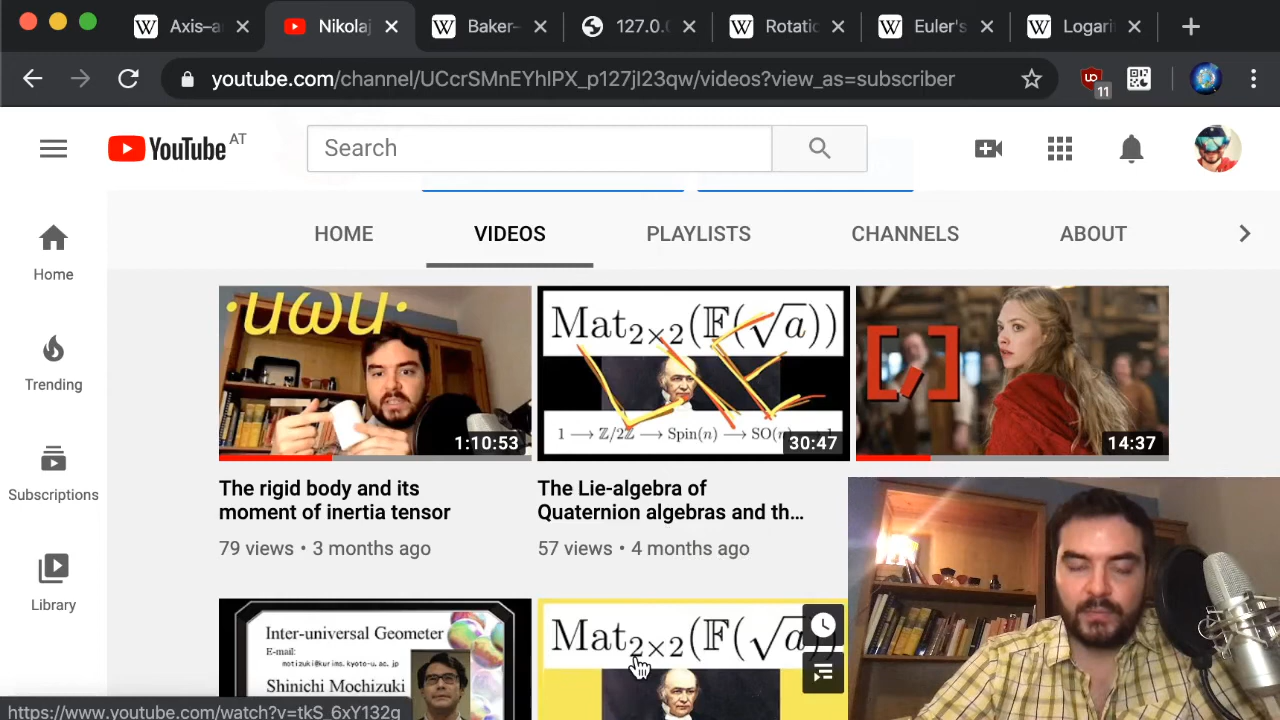 Axis–a
Nikolaj
Baker–
127.0.0
Rotatio
Euler's
Logari
youtube.com/channel/UCcrSMnEYhIPX_p127jI23qw/videos?view_as=subscriber
11
YouTube AT
Search
HOME
VIDEOS
PLAYLISTS
CHANNELS
ABOUT
Home
Trending
Subscriptions
Library
·uωu·
1:10:53
Mat2×2(𝔽(√a))
1 → ℤ/2ℤ → Spin(n) → SO(n) → 1
30:47
[ ]
14:37
The rigid body and its
moment of inertia tensor
79 views • 3 months ago
The Lie-algebra of
Quaternion algebras and th...
57 views • 4 months ago
Inter-universal Geometer
E-mail:
motizuki@kurims.kyoto-u.ac.jp
Shinichi Mochizuki
Mat2×2(𝔽(√a))
https://www.youtube.com/watch?v=tkS_6xY132g